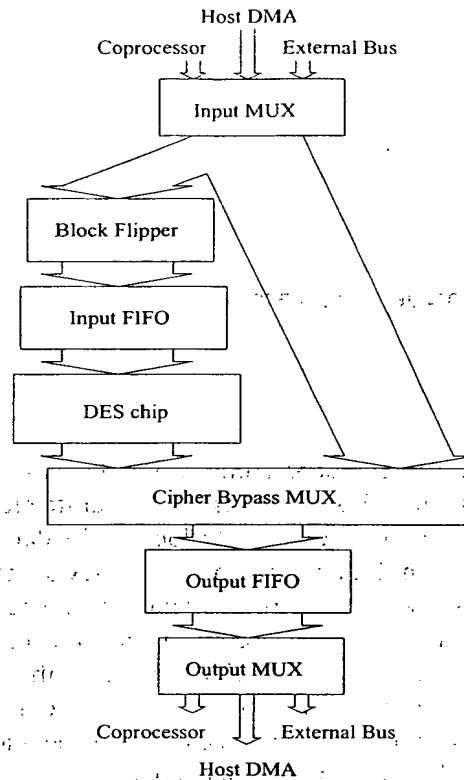 Host DMA
Coprocessor External Bus
Input MUX
Block Flipper
Input FIFO
DES chip
Cipher Bypass MUX
Output FIFO
Output MUX
Coprocessor External Bus
Host DMA